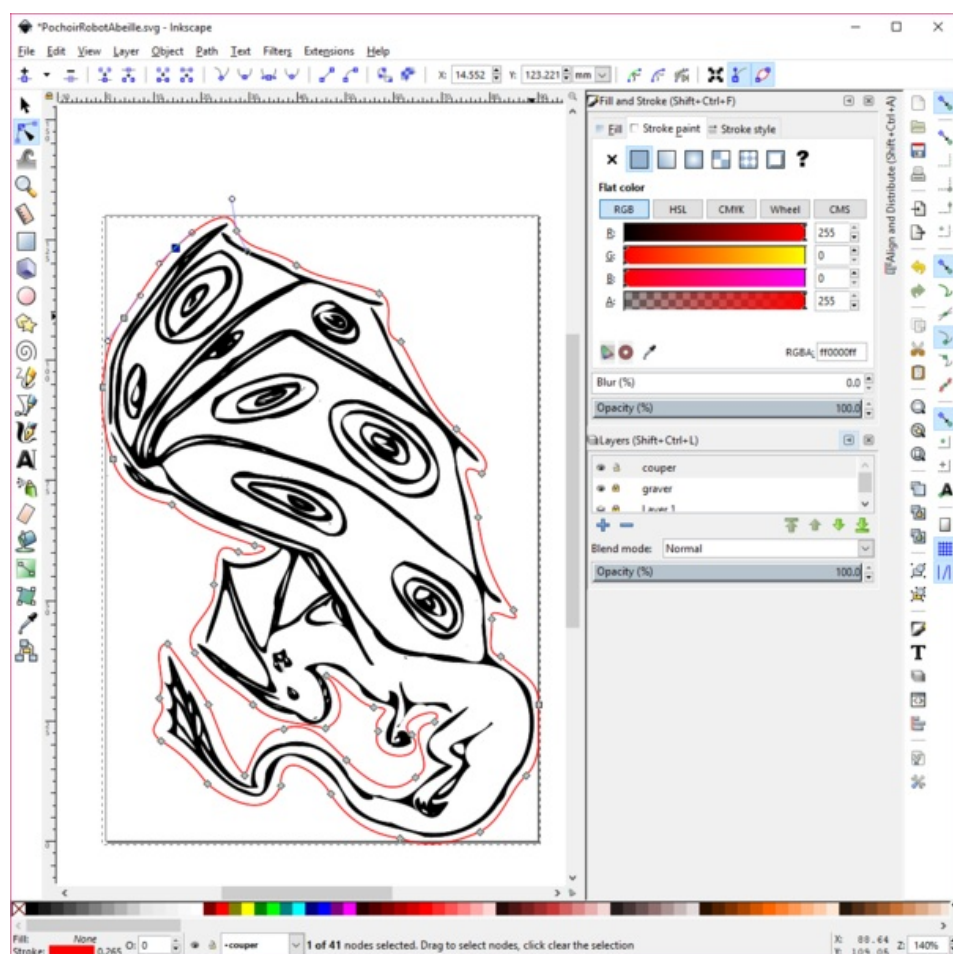 *PochoirRobotAbeille.svg - Inkscape
File Edit View Layer Object Path Text Filters Extensions Help
X: 14.552 Y: 123.221 mm
Fill and Stroke (Shift+Ctrl+F)
Fill Stroke paint Stroke style
?
Flat color
RGB HSL CMYK Wheel CMS
R: 255
G: 0
B: 0
A: 255
RGBA: ff0000ff
Blur (%) 0.0
Opacity (%) 100.0
Layers (Shift+Ctrl+L)
couper
graver
Layer 1
Blend mode: Normal
Opacity (%) 100.0
Align and Distribute (Shift+Ctrl+A)
Fill: None O: 0 •couper 1 of 41 nodes selected. Drag to select nodes, click clear the selection X: 88.64 Z: 140%
Stroke: 0.265 Y: 109.05